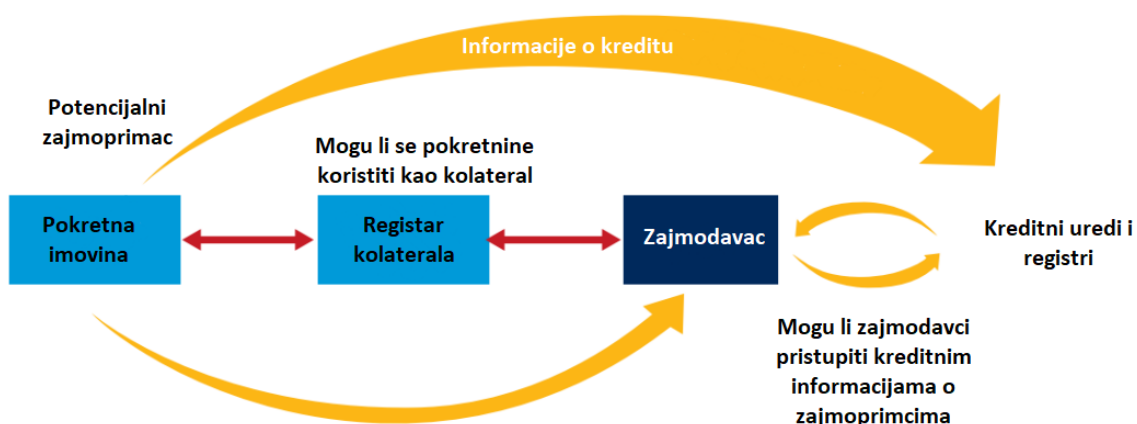 Informacije o kreditu
Potencijalni
zajmoprimac
Mogu li se pokretnine
koristiti kao kolateral
Pokretna
imovina
Registar
kolaterala
Zajmodavac
Kreditni uredi i
registri
Mogu li zajmodavci
pristupiti kreditnim
informacijama o
zajmoprimcima